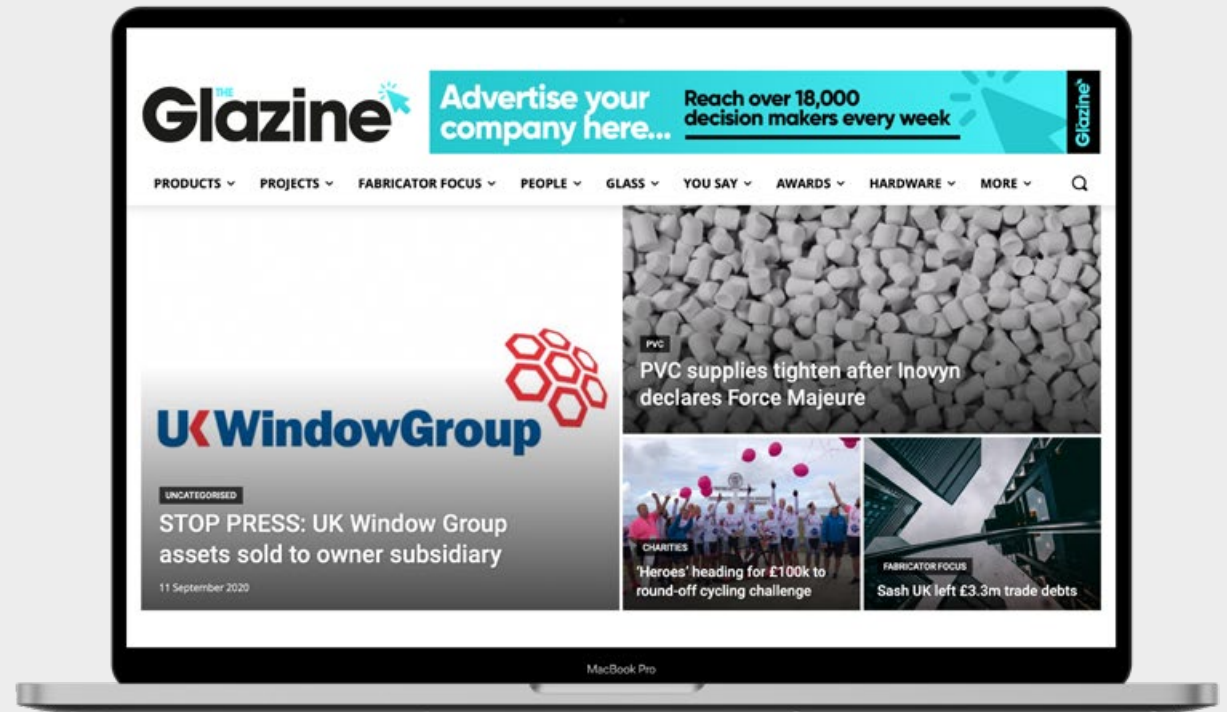 THE
Glazine
Advertise your
company here...
Reach over 18,000
decision makers every week
Glazine
PRODUCTS
PROJECTS
FABRICATOR FOCUS
PEOPLE
GLASS
YOU SAY
AWARDS
HARDWARE
MORE
UKWindowGroup
UNCATEGORISED
STOP PRESS: UK Window Group
assets sold to owner subsidiary
11 September 2020
PVC
PVC supplies tighten after Inovyn
declares Force Majeure
CHARITIES
'Heroes' heading for £100k to
round-off cycling challenge
FABRICATOR FOCUS
Sash UK left £3.3m trade debts
MacBook Pro